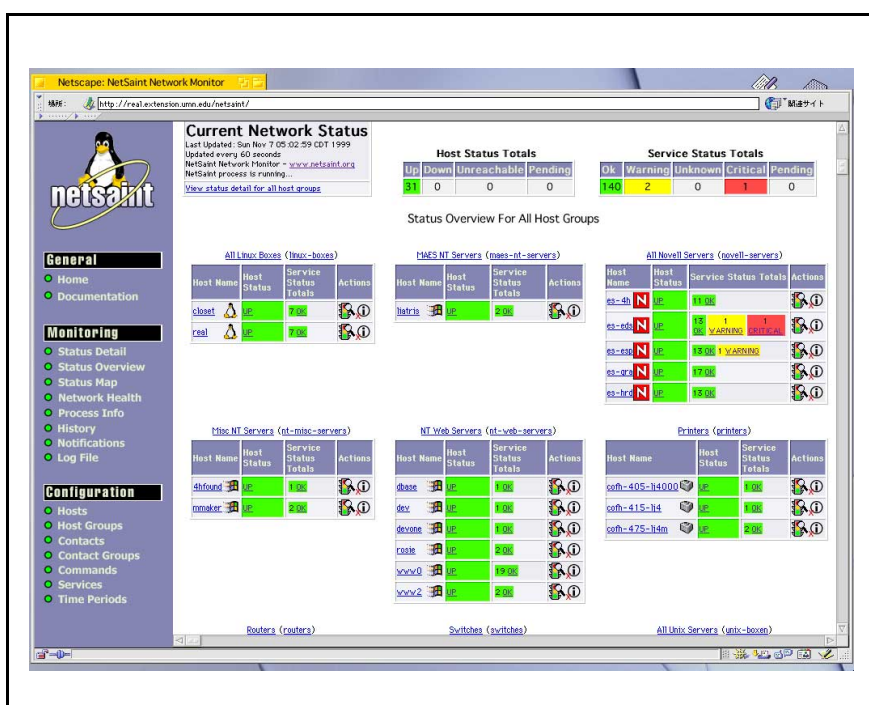 Netscape: NetSaint Network Monitor
場所: http://real.extension.umn.edu/netsaint/ 関連サイト
netsaint
General
Home
Documentation
Monitoring
Status Detail
Status Overview
Status Map
Network Health
Process Info
History
Notifications
Log File
Configuration
Hosts
Host Groups
Contacts
Contact Groups
Commands
Services
Time Periods
Current Network Status
Last Updated: Sun Nov 7 05:02:59 CDT 1999
Updated every 60 seconds
NetSaint Network Monitor - www.netsaint.org
NetSaint process is running...
View status detail for all host groups
Host Status Totals
Up Down Unreachable Pending
31 0 0 0
Service Status Totals
Ok Warning Unknown Critical Pending
140 2 0 1 0
Status Overview For All Host Groups
All Linux Boxes (linux-boxes)
Host Name Host Status Service Status Totals Actions
closet UP 7 OK
real UP 7 OK
MAES NT Servers (maes-nt-servers)
Host Name Host Status Service Status Totals Actions
liatris UP 2 OK
All Novell Servers (novell-servers)
Host Name Host Status Service Status Totals Actions
es-4h N UP 11 OK
es-eds N UP 13 OK 1 WARNING 1 CRITICAL
es-esp N UP 13 OK 1 WARNING
es-gra N UP 17 OK
es-hrd N UP 13 OK
Misc NT Servers (nt-misc-servers)
Host Name Host Status Service Status Totals Actions
4hfound UP 1 OK
mmaker UP 2 OK
NT Web Servers (nt-web-servers)
Host Name Host Status Service Status Totals Actions
dbase UP 1 OK
dev UP 1 OK
devone UP 1 OK
rosie UP 2 OK
www0 UP 19 OK
www2 UP 2 OK
Printers (printers)
Host Name Host Status Service Status Totals Actions
cofh-405-lj4000 UP 1 OK
cofh-415-lj4 UP 1 OK
cofh-475-lj4m UP 2 OK
Routers (routers)
Switches (switches)
All Unix Servers (unix-boxen)